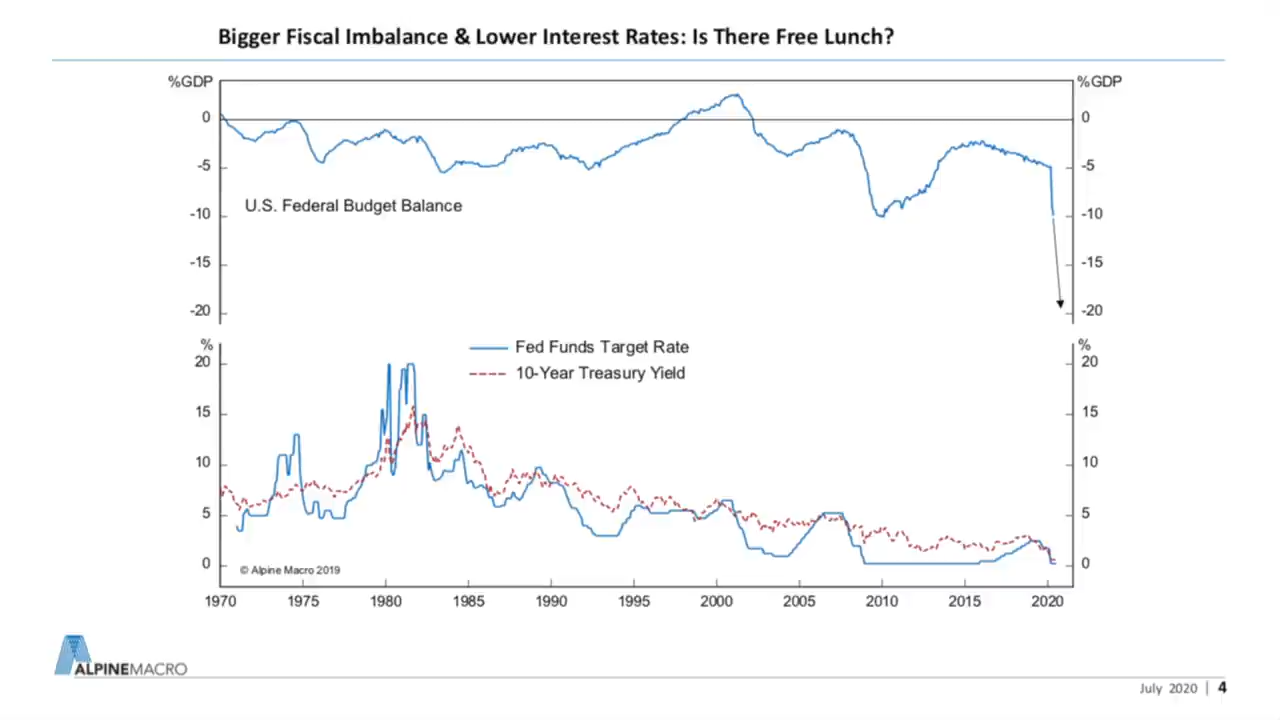 Bigger Fiscal Imbalance & Lower Interest Rates: Is There Free Lunch?
%GDP %GDP
0 0
-5 -5
U.S. Federal Budget Balance
-10 -10
-15 -15
-20 -20
% %
Fed Funds Target Rate
20 20
10-Year Treasury Yield
15 15
10 10
5 5
0 0
© Alpine Macro 2019
1970 1975 1980 1985 1990 1995 2000 2005 2010 2015 2020
ALPINEMACRO
July 2020 | 4